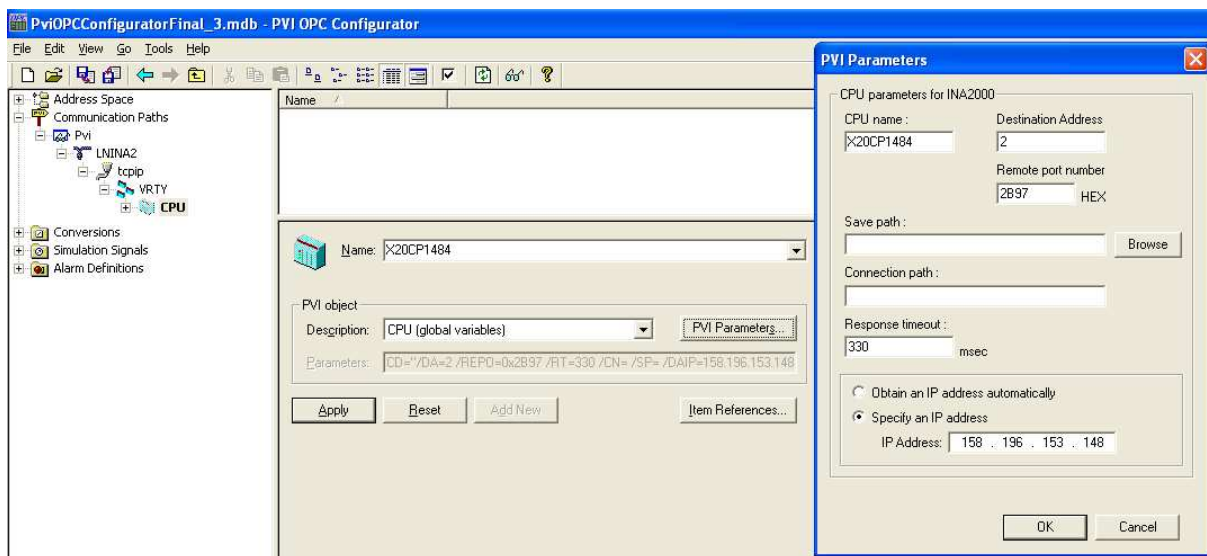 PviOPCConfiguratorFinal_3.mdb - PVI OPC Configurator
File Edit View Go Tools Help
Address Space
Communication Paths
Pvi
LNINA2
tcpip
VRTY
CPU
Conversions
Simulation Signals
Alarm Definitions
Name
Name: X20CP1484
PVI object
Description: CPU (global variables) PVI Parameters...
Parameters: CD="/DA=2 /REPO=0x2B97 /RT=330 /CN= /SP= /DAIP=158.196.153.148
Apply Reset Add New Item References...
PVI Parameters
CPU parameters for INA2000
CPU name : Destination Address
X20CP1484 2
Remote port number
2B97 HEX
Save path :
Browse
Connection path :
Response timeout :
330 msec
Obtain an IP address automatically
Specify an IP address
IP Address: 158 . 196 . 153 . 148
OK Cancel